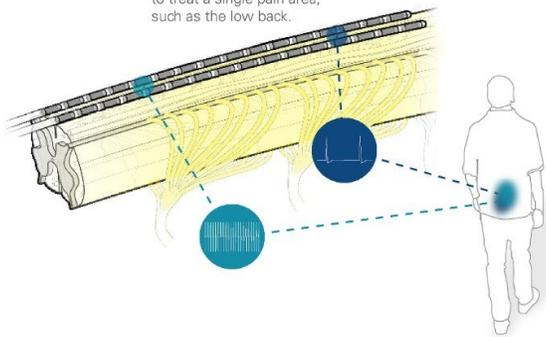 to treat a single pain area,
such as the low back.